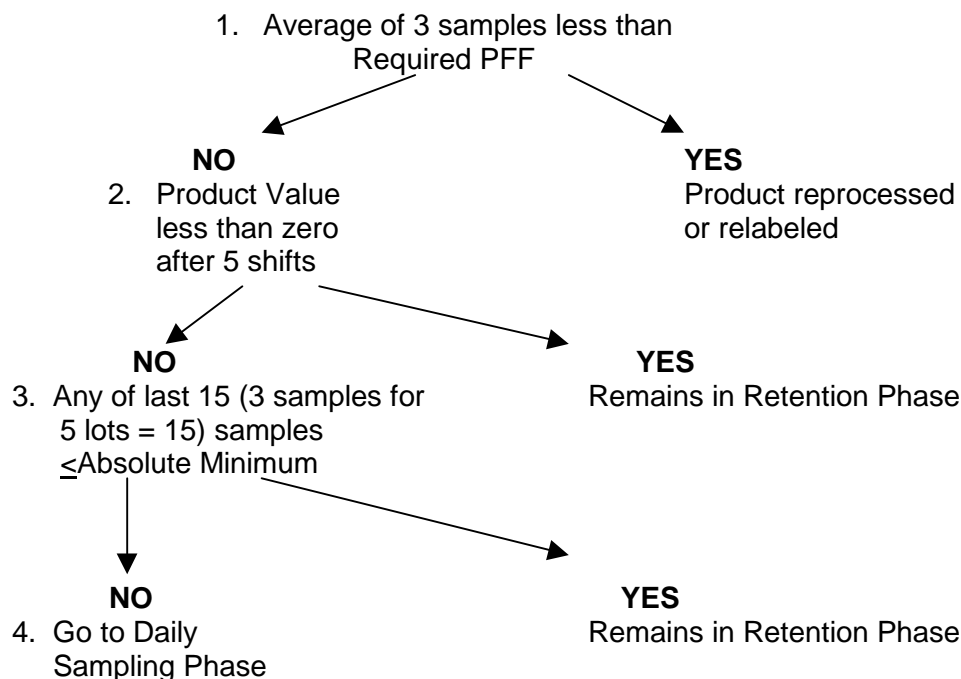 1. Average of 3 samples less than
Required PFF
NO
YES
2. Product Value
less than zero
after 5 shifts
Product reprocessed
or relabeled
NO
YES
3. Any of last 15 (3 samples for
5 lots = 15) samples
≤Absolute Minimum
Remains in Retention Phase
NO
YES
4. Go to Daily
Sampling Phase
Remains in Retention Phase